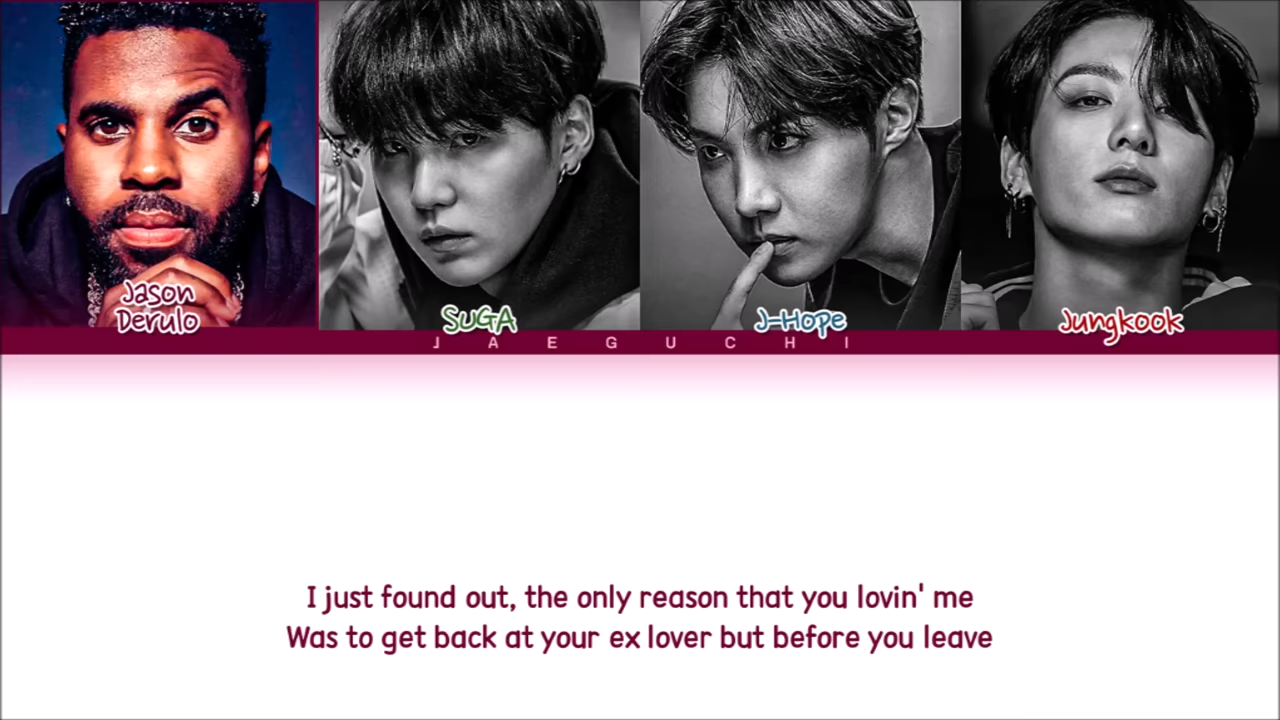 Jason
Derulo
SUGA
J-Hope
Jungkook
JAEGUCHI
I just found out, the only reason that you lovin' me
Was to get back at your ex lover but before you leave